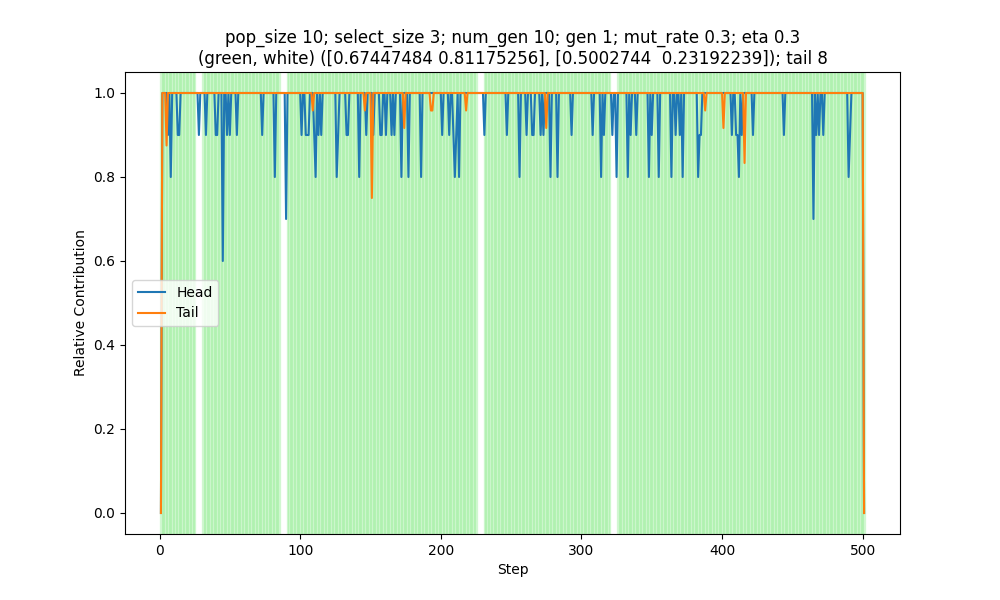 pop_size 10; select_size 3; num_gen 10; gen 1; mut_rate 0.3; eta 0.3
(green, white) ([0.67447484 0.81175256], [0.5002744  0.23192239]); tail 8
1.0
0.8
0.6
0.4
0.2
0.0
Relative Contribution
Head
Tail
0
100
200
300
400
500
Step